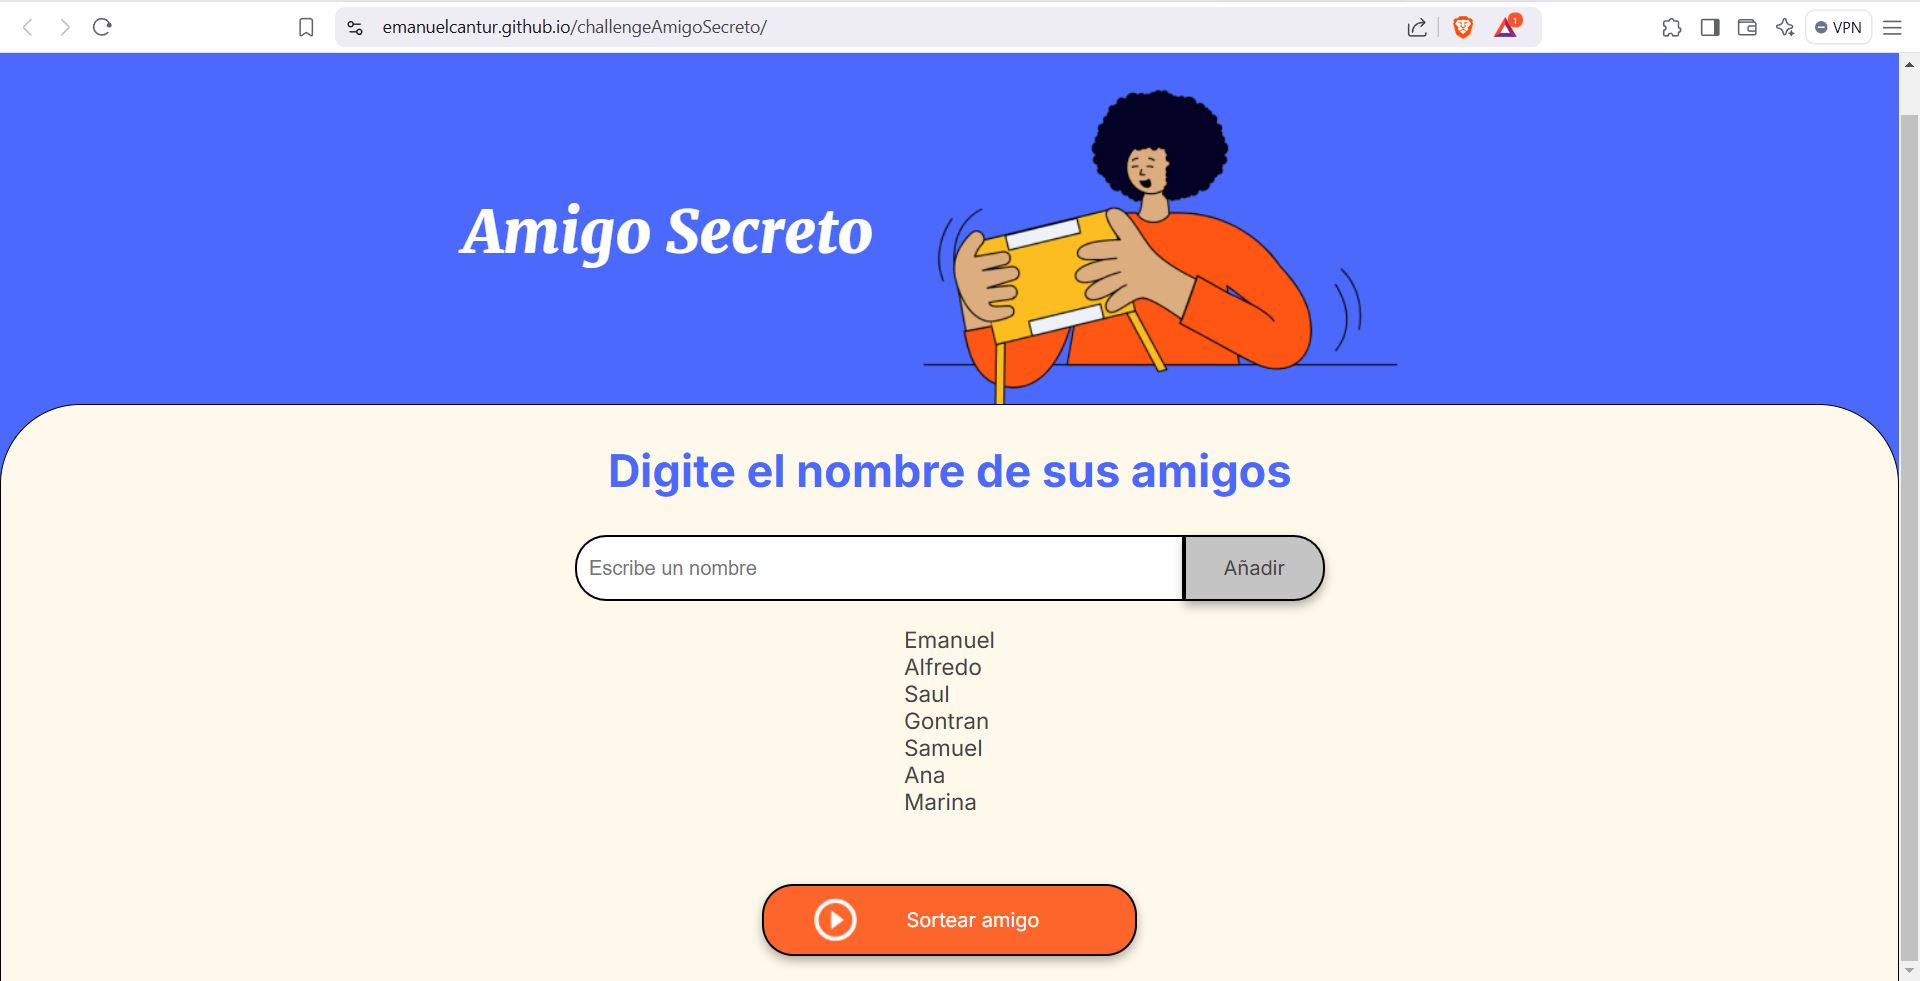 emanuelcantur.github.io/challengeAmigoSecreto/
1
VPN
Amigo Secreto
Digite el nombre de sus amigos
Escribe un nombre
Añadir
Emanuel
Alfredo
Saul
Gontran
Samuel
Ana
Marina
Sortear amigo